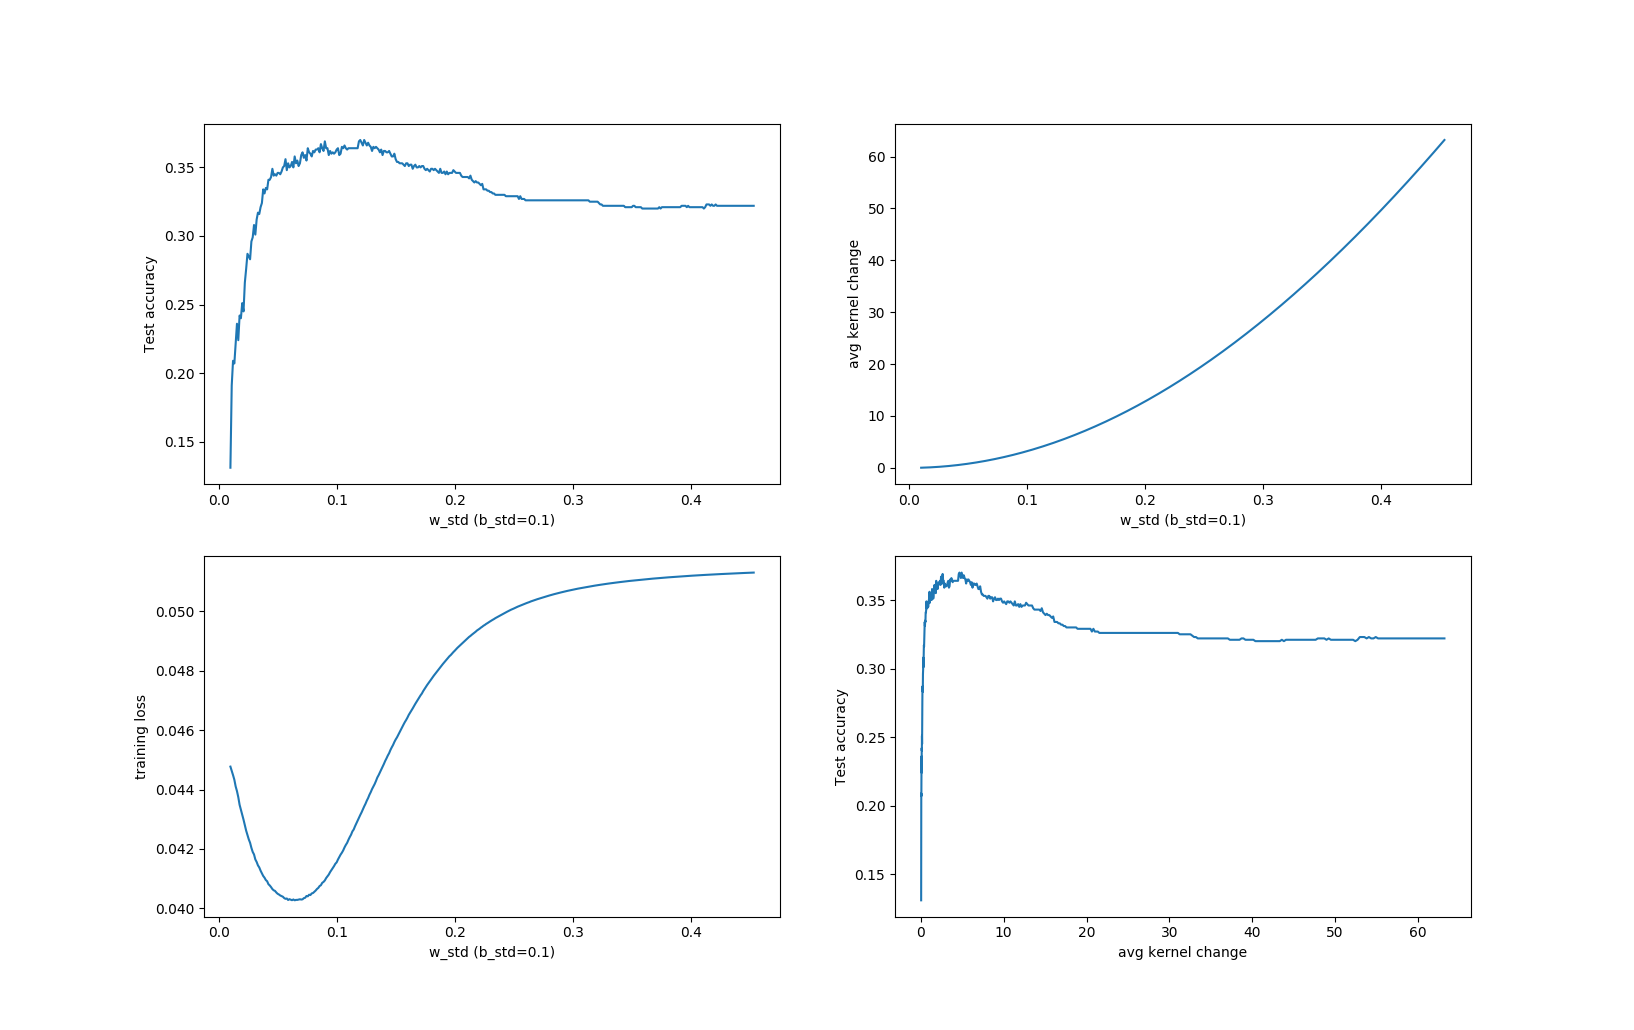 0.35
0.30
0.25
0.20
0.15
Test accuracy
0.0 0.1 0.2 0.3 0.4
w_std (b_std=0.1)
60
50
40
30
20
10
0
avg kernel change
0.0 0.1 0.2 0.3 0.4
w_std (b_std=0.1)
0.050
0.048
0.046
0.044
0.042
0.040
training loss
0.0 0.1 0.2 0.3 0.4
w_std (b_std=0.1)
0.35
0.30
0.25
0.20
0.15
Test accuracy
0 10 20 30 40 50 60
avg kernel change